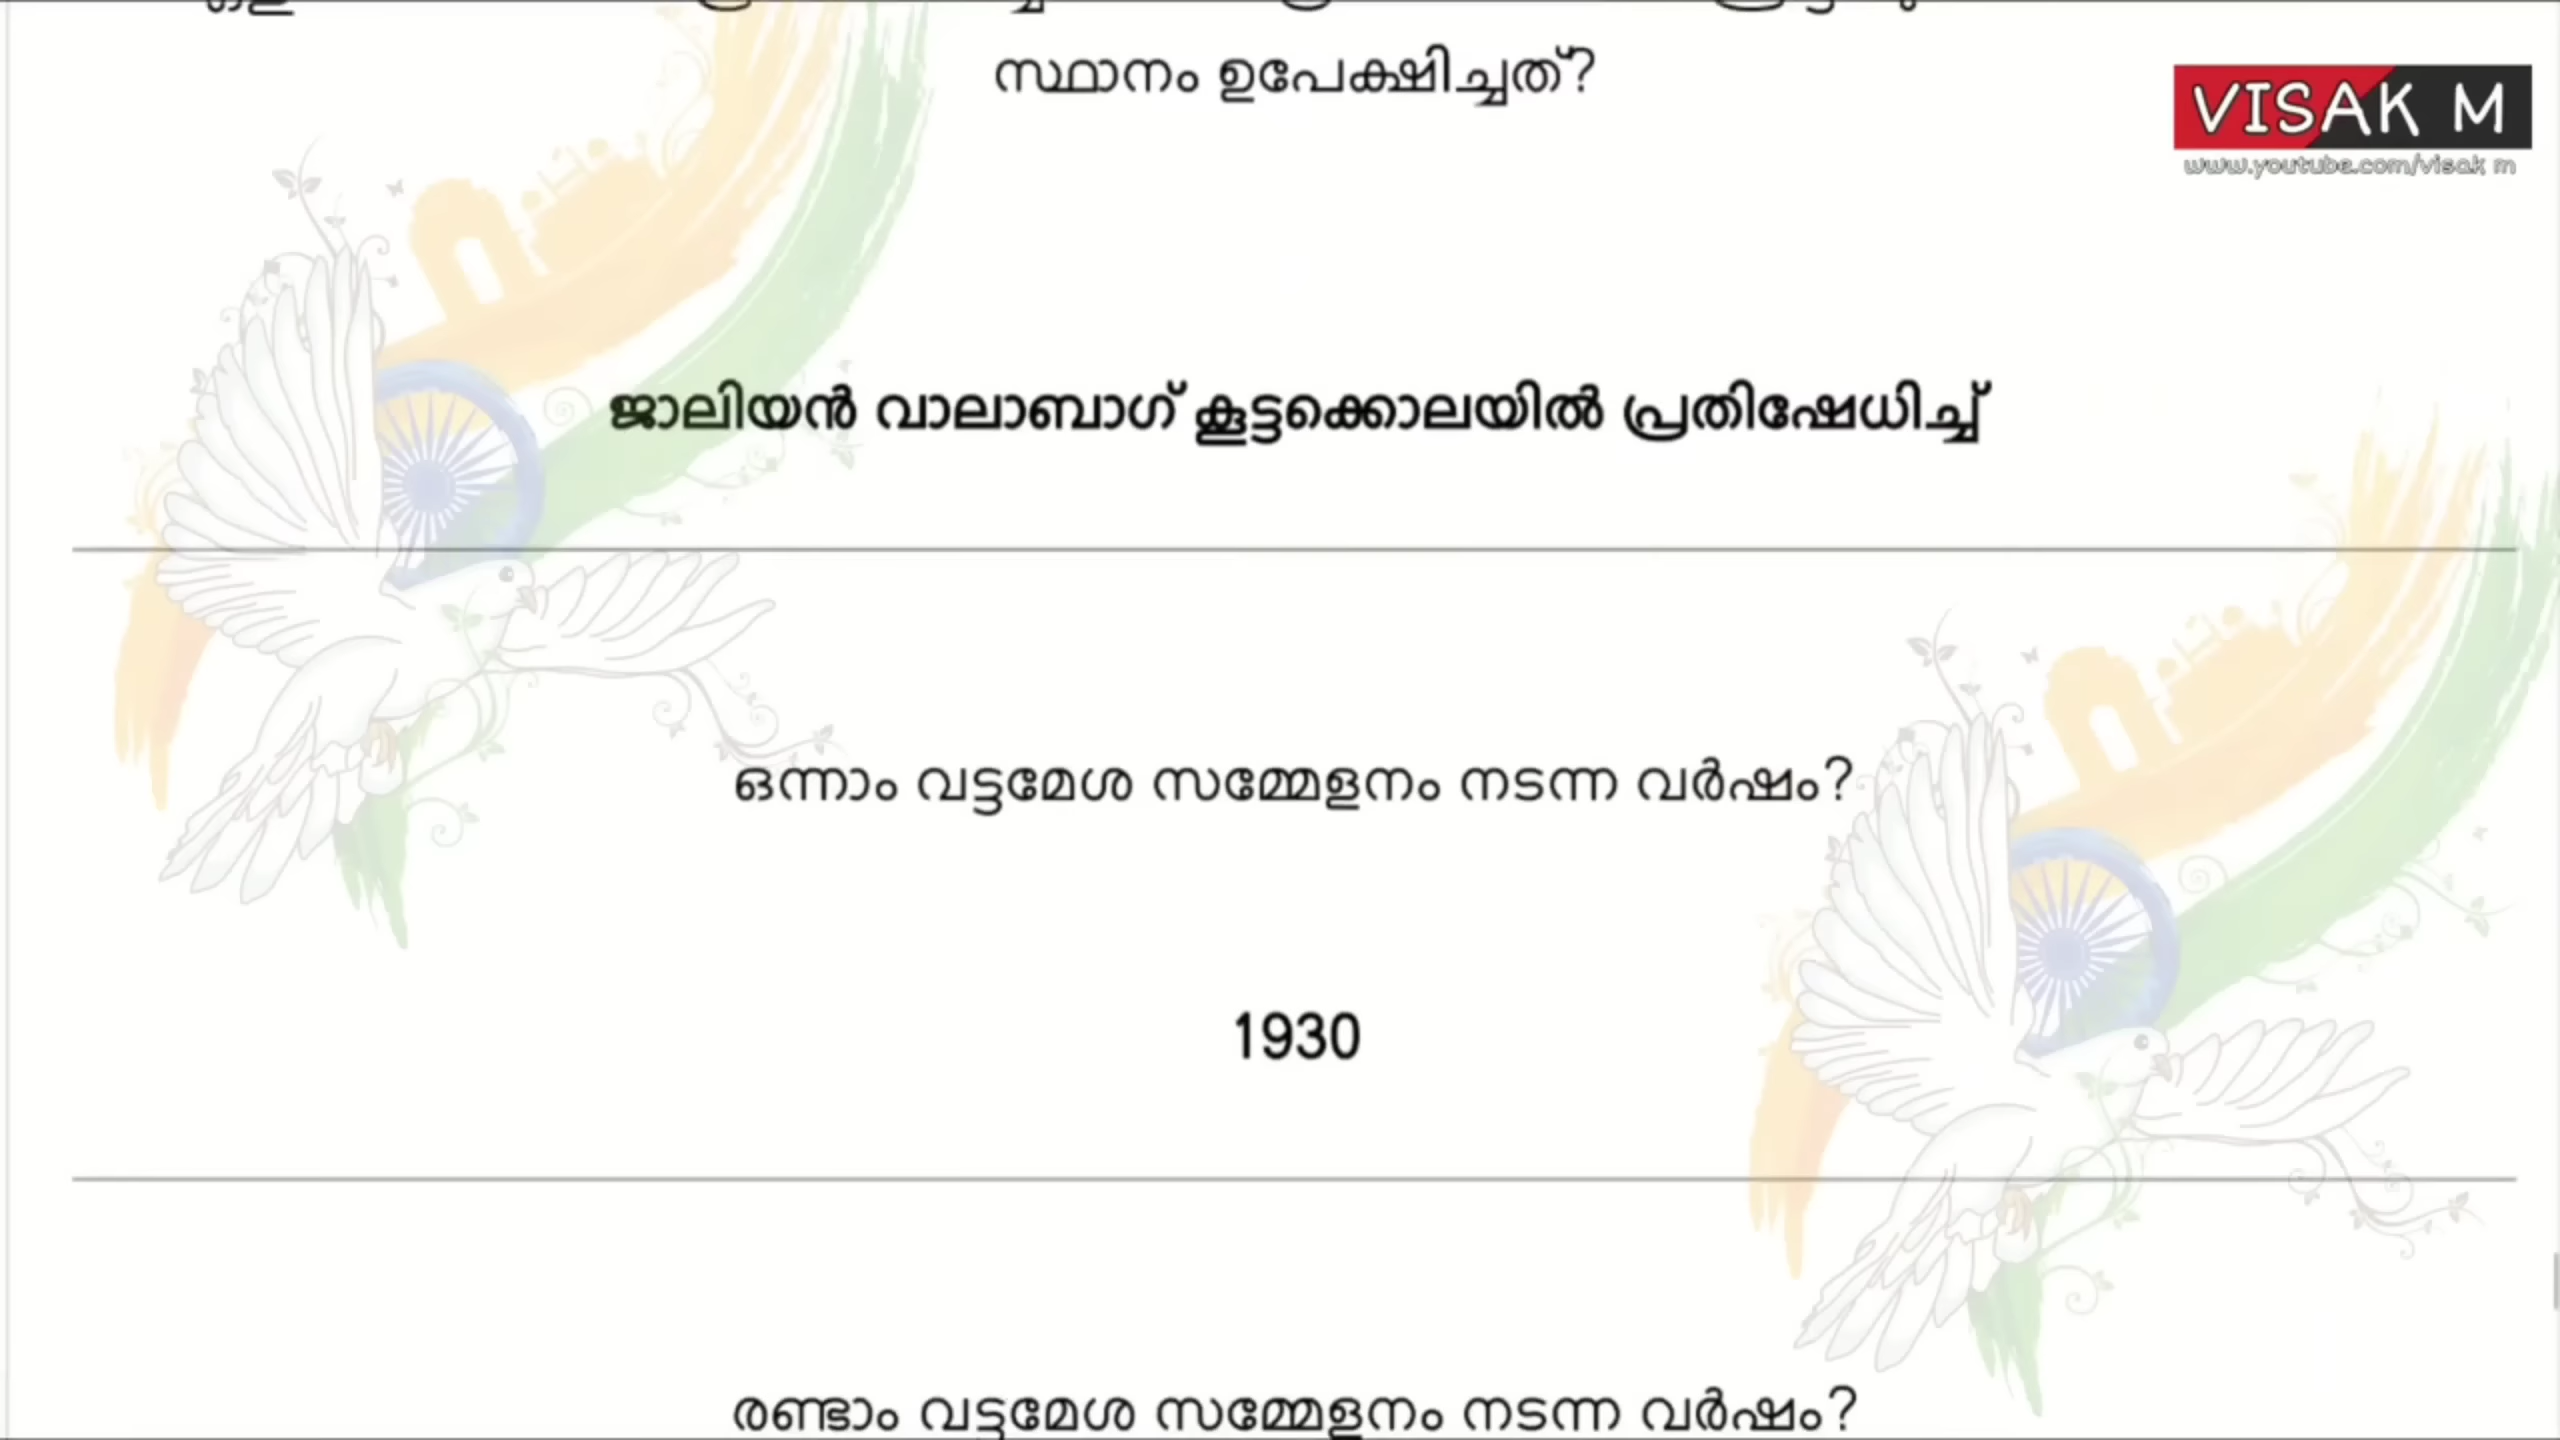 സ്ഥാനം ഉപേക്ഷിച്ചത്?
VISAK M
www.youtube.com/visak m
ജാലിയൻ വാലാബാഗ് കൂട്ടക്കൊലയിൽ പ്രതിഷേധിച്ച്
ഒന്നാം വട്ടമേശ സമ്മേളനം നടന്ന വർഷം?
1930
രണ്ടാം വട്ടമേശ സമ്മേളനം നടന്ന വർഷം?